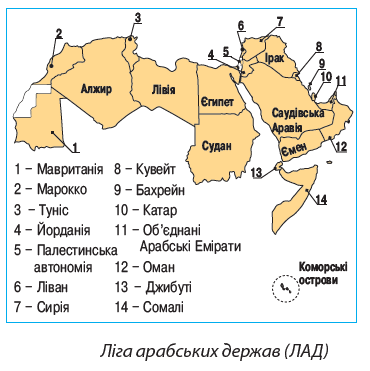 3
2
6
7
4
5
Ірак
8
9
10
11
Алжир
Лівія
Єгипет
Саудівська
Аравія
Судан
Ємен
1
13
12
14
1 – Мавританія
2 – Марокко
3 – Туніс
4 – Йорданія
5 – Палестинська
автономія
6 – Ліван
7 – Сирія
8 – Кувейт
9 – Бахрейн
10 – Катар
11 – Об'єднані
Арабські Емірати
12 – Оман
13 – Джибуті
14 – Сомалі
Коморські
острови
Ліга арабських держав (ЛАД)